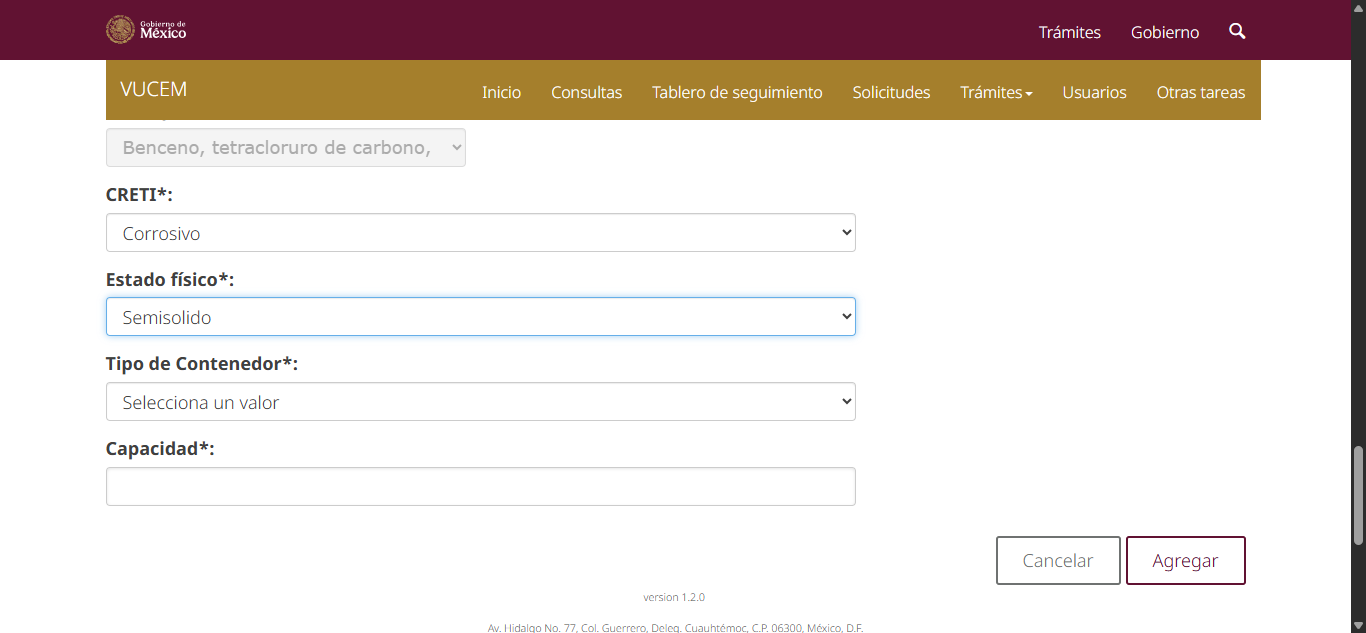 Gobierno de
México
Trámites
Gobierno
VUCEM
Inicio
Consultas
Tablero de seguimiento
Solicitudes
Trámites
Usuarios
Otras tareas
Benceno, tetracloruro de carbono,
CRETI*:
Corrosivo
Estado físico*:
Semisolido
Tipo de Contenedor*:
Selecciona un valor
Capacidad*:
Cancelar
Agregar
version 1.2.0
Av. Hidalgo No. 77, Col. Guerrero, Deleg. Cuauhtémoc, C.P. 06300, México, D.F.